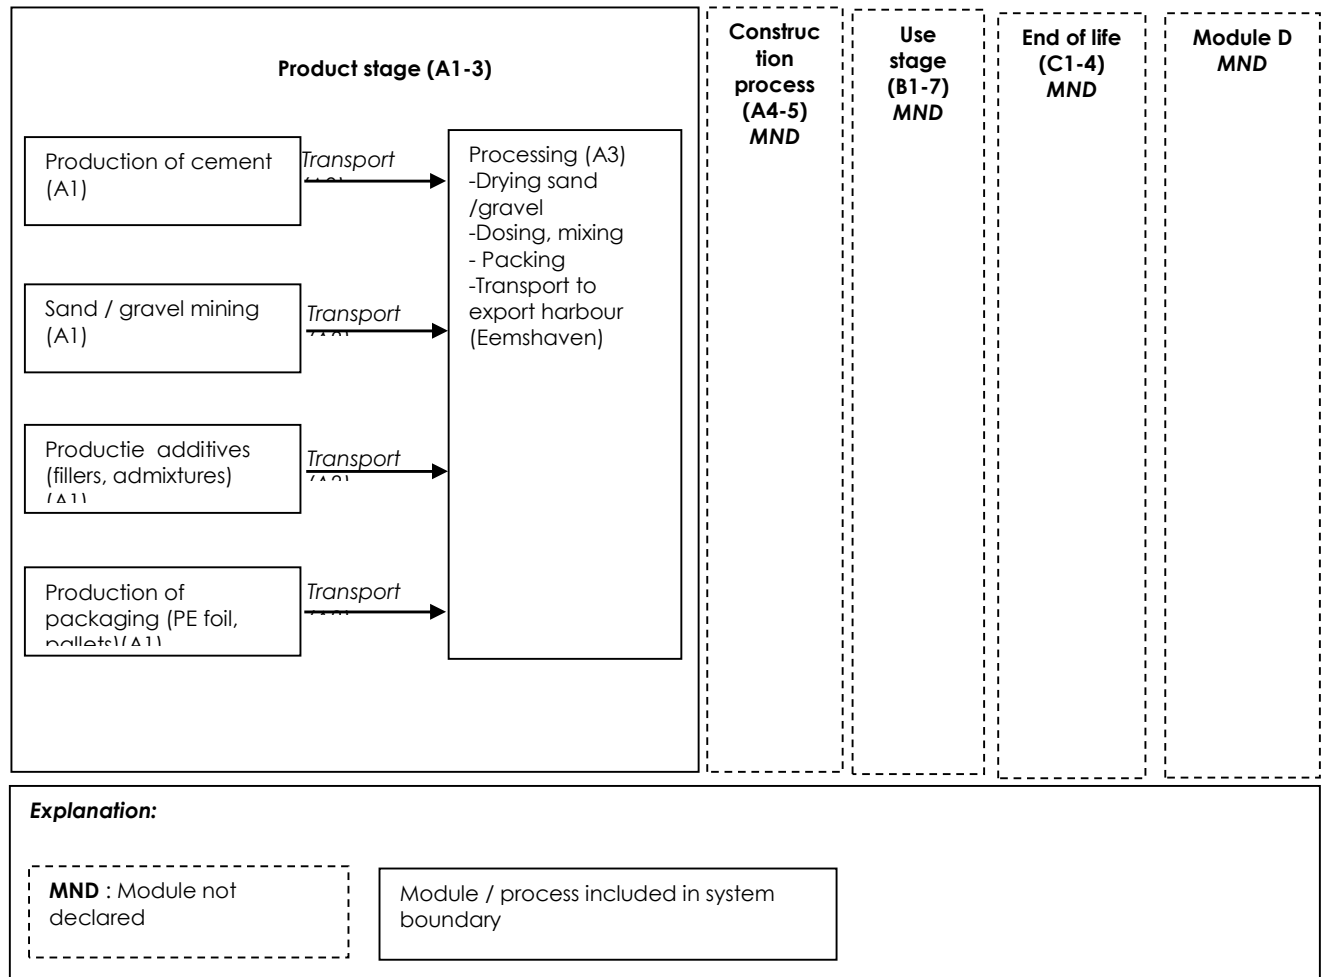 Product stage (A1-3)
Construc
tion
process
(A4-5)
MND
Use
stage
(B1-7)
MND
End of life
(C1-4)
MND
Module D
MND
Production of cement
(A1)
Transport
Processing (A3)
-Drying sand
/gravel
-Dosing, mixing
- Packing
-Transport to
export harbour
(Eemshaven)
Sand / gravel mining
(A1)
Transport
Productie additives
(fillers, admixtures)
(A1)
Transport
Production of
packaging (PE foil,
pallets)(A1)
Transport
Explanation:
MND : Module not
declared
Module / process included in system
boundary